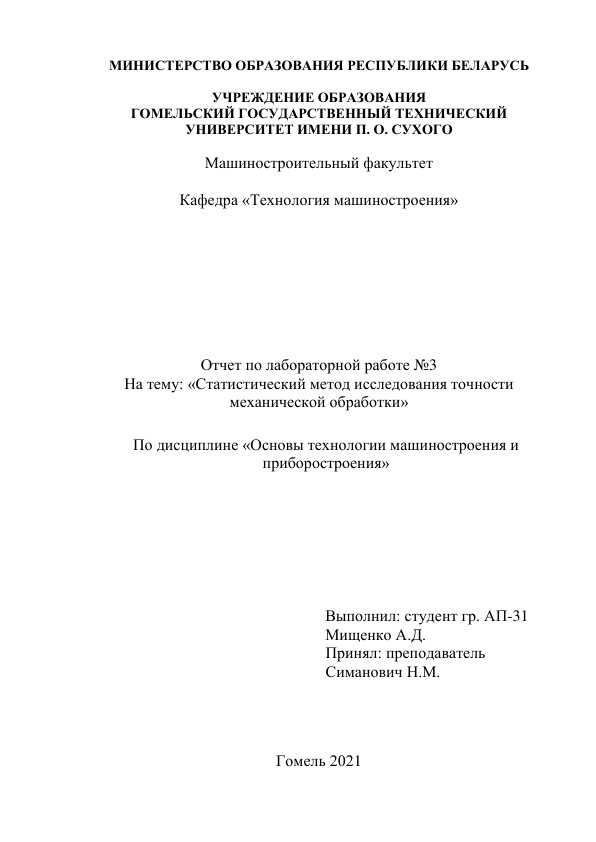 МИНИСТЕРСТВО ОБРАЗОВАНИЯ РЕСПУБЛИКИ БЕЛАРУСЬ
УЧРЕЖДЕНИЕ ОБРАЗОВАНИЯ
ГОМЕЛЬСКИЙ ГОСУДАРСТВЕННЫЙ ТЕХНИЧЕСКИЙ
УНИВЕРСИТЕТ ИМЕНИ П. О. СУХОГО
Машиностроительный факультет
Кафедра «Технология машиностроения»
Отчет по лабораторной работе №3
На тему: «Статистический метод исследования точности
механической обработки»
По дисциплине «Основы технологии машиностроения и
приборостроения»
Выполнил: студент гр. АП-31
Мищенко А.Д.
Принял: преподаватель
Симанович Н.М.
Гомель 2021